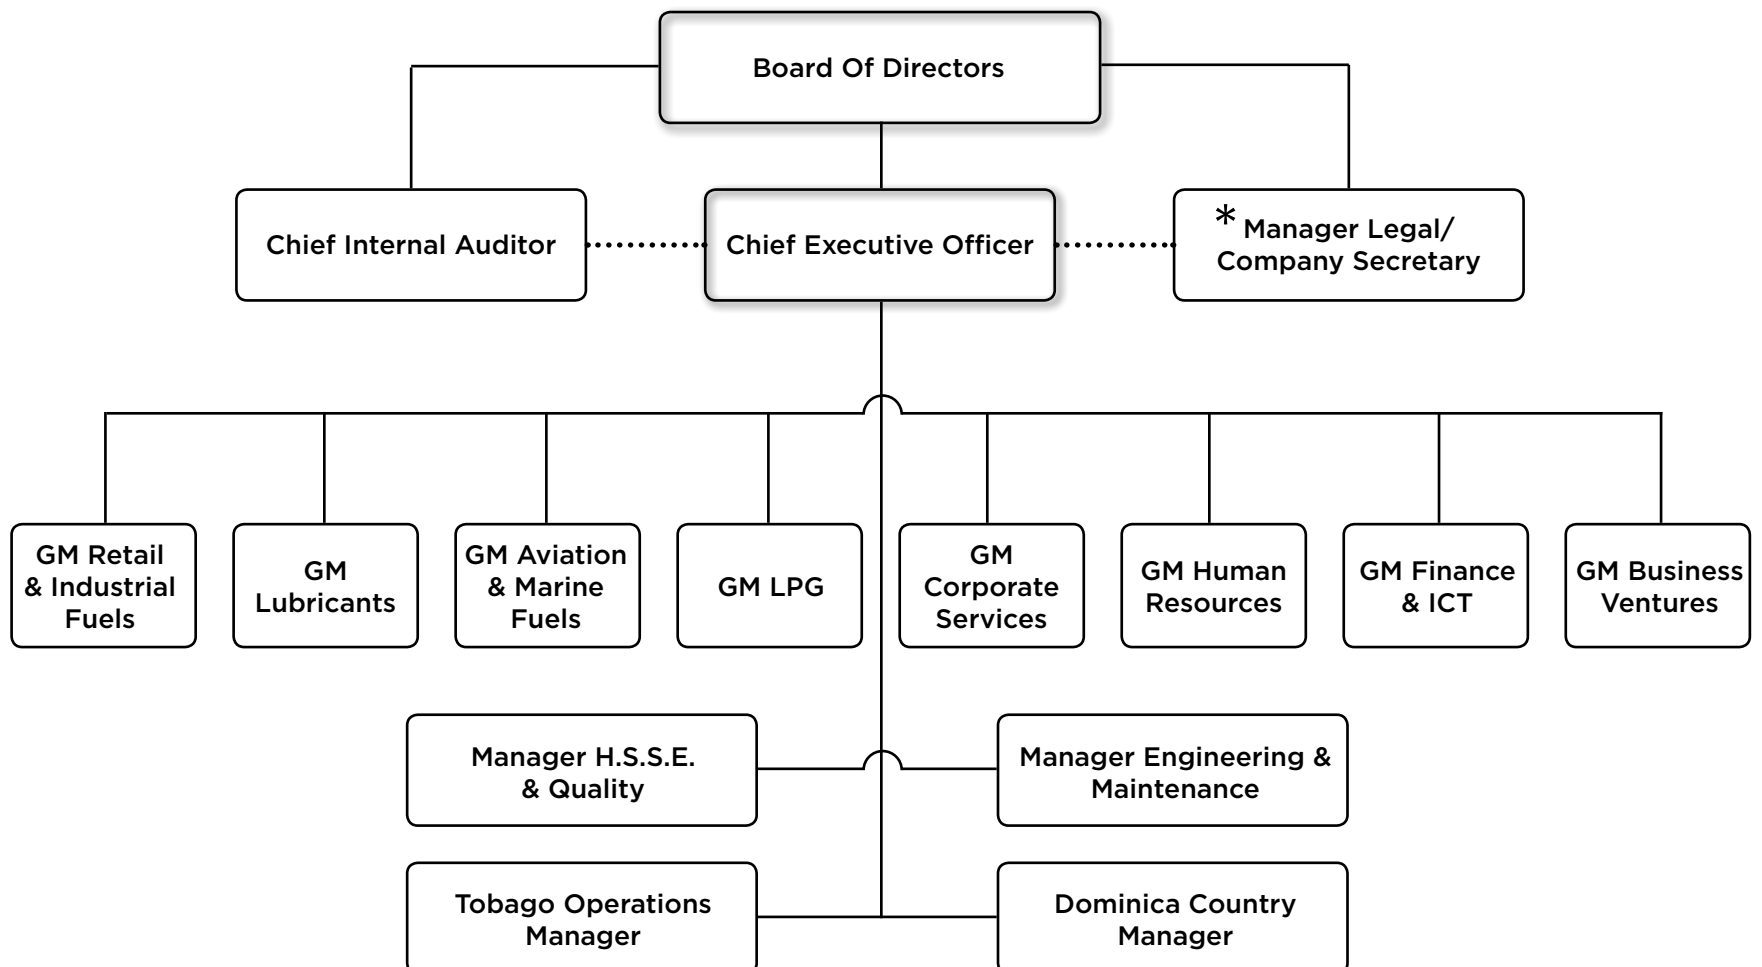 Board Of Directors
Chief Internal Auditor
Chief Executive Officer
* Manager Legal/
Company Secretary
GM Retail
& Industrial
Fuels
GM
Lubricants
GM Aviation
& Marine
Fuels
GM LPG
GM
Corporate
Services
GM Human
Resources
GM Finance
& ICT
GM Business
Ventures
Manager H.S.S.E.
& Quality
Manager Engineering &
Maintenance
Tobago Operations
Manager
Dominica Country
Manager